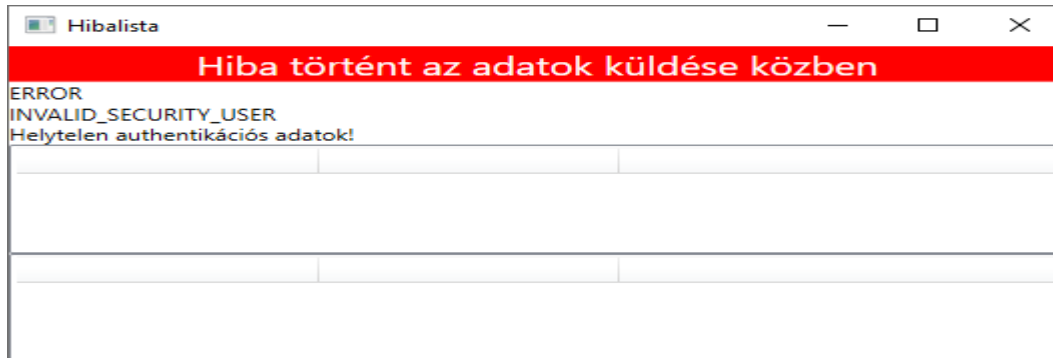 Hibalista
Hiba történt az adatok küldése közben
ERROR
INVALID_SECURITY_USER
Helytelen authentikációs adatok!